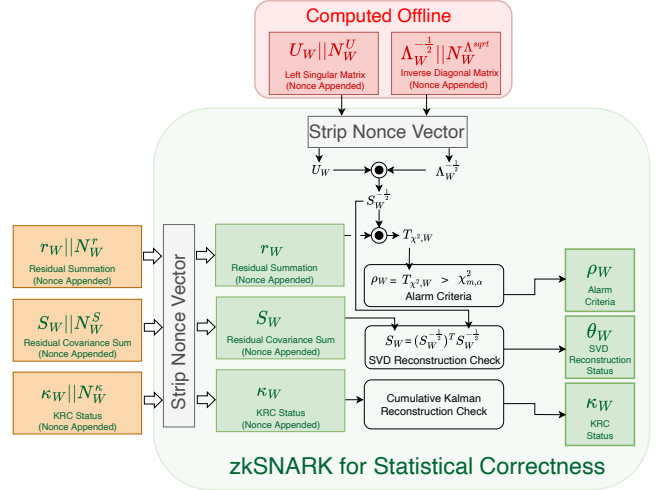 Computed Offline
U_W||N_W^U
Left Singular Matrix
(Nonce Appended)
Λ_W^{-1/2}||N_W^{Λ^{sqrt}}
Inverse Diagonal Matrix
(Nonce Appended)
Strip Nonce Vector
U_W
Λ_W^{-1/2}
S_W^{-1/2}
T_{χ²,W}
r_W||N_W^r
Residual Summation
(Nonce Appended)
S_W||N_W^S
Residual Covariance Sum
(Nonce Appended)
κ_W||N_W^κ
KRC Status
(Nonce Appended)
Strip Nonce Vector
r_W
Residual Summation
(Nonce Appended)
S_W
Residual Covariance Sum
(Nonce Appended)
κ_W
KRC Status
(Nonce Appended)
ρ_W = T_{χ²,W} > χ²_{m,α}
Alarm Criteria
S_W = (S_W^{-1/2})^T S_W^{-1/2}
SVD Reconstruction Check
Cumulative Kalman
Reconstruction Check
ρ_W
Alarm
Criteria
θ_W
SVD
Reconstruction
Status
κ_W
KRC
Status
zkSNARK for Statistical Correctness